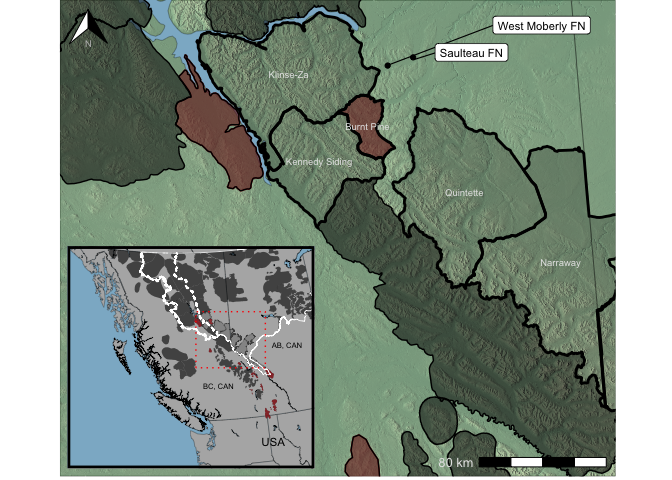 West Moberly FN
Saulteau FN
N
Klinse-Za
Burnt Pine
Kennedy Siding
Quintette
Narraway
AB, CAN
BC, CAN
USA
80 km